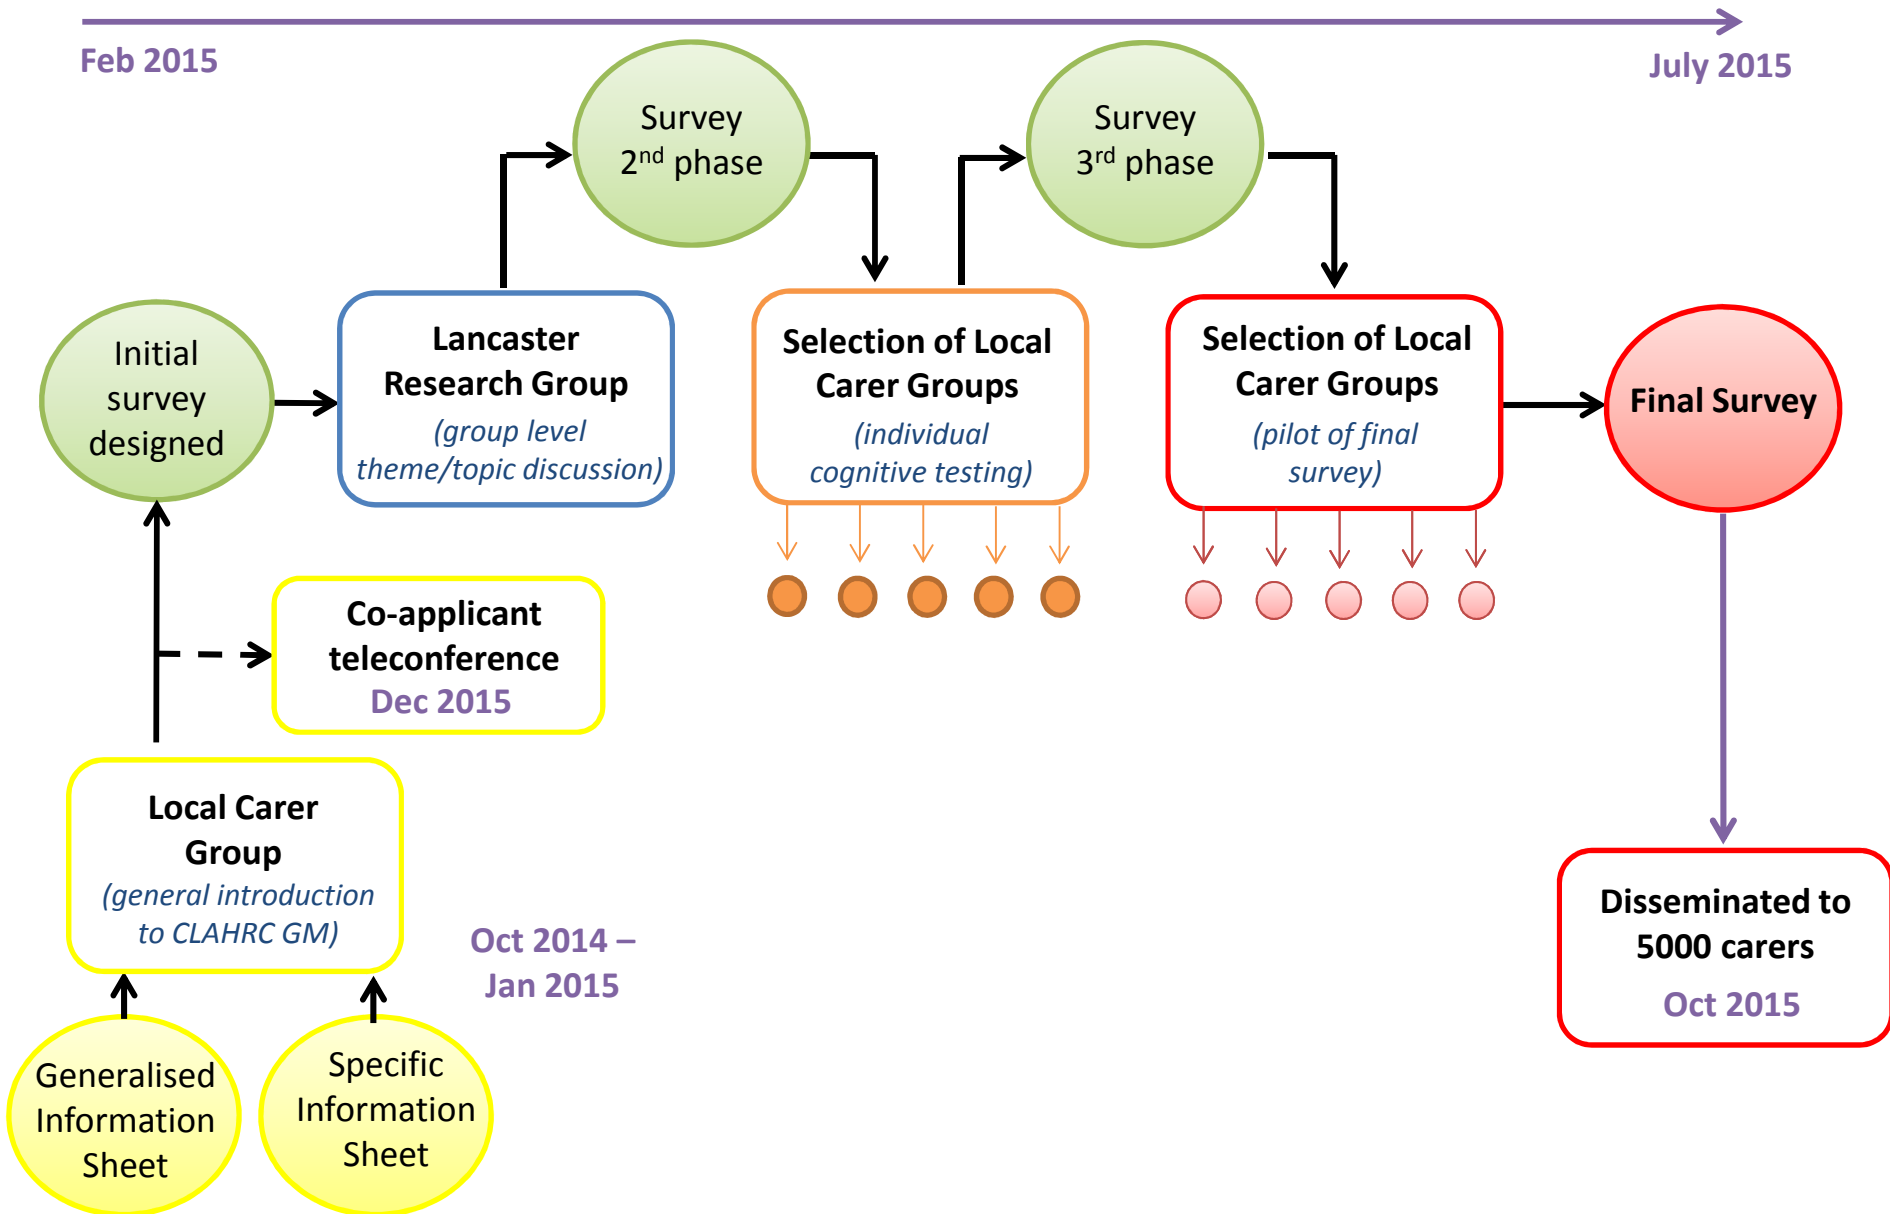 Feb 2015
July 2015
Survey
2nd phase
Survey
3rd phase
Initial
survey
designed
Lancaster
Research Group
(group level
theme/topic discussion)
Selection of Local
Carer Groups
(individual
cognitive testing)
Selection of Local
Carer Groups
(pilot of final
survey)
Final Survey
Co-applicant
teleconference
Dec 2015
Local Carer
Group
(general introduction
to CLAHRC GM)
Oct 2014 –
Jan 2015
Generalised
Information
Sheet
Specific
Information
Sheet
Disseminated to
5000 carers
Oct 2015